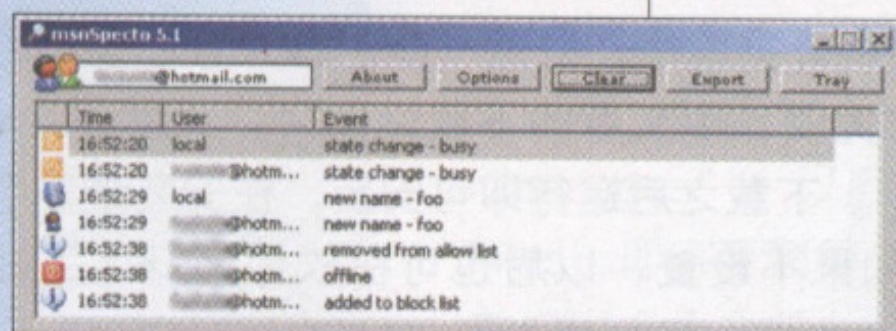 msnSpecto 5.1
@hotmail.com About Options Clear Export Tray
Time User Event
16:52:20 local state change - busy
16:52:20 @hotm... state change - busy
16:52:29 local new name - foo
16:52:29 @hotm... new name - foo
16:52:38 @hotm... removed from allow list
16:52:38 @hotm... offline
16:52:38 @hotm... added to block list